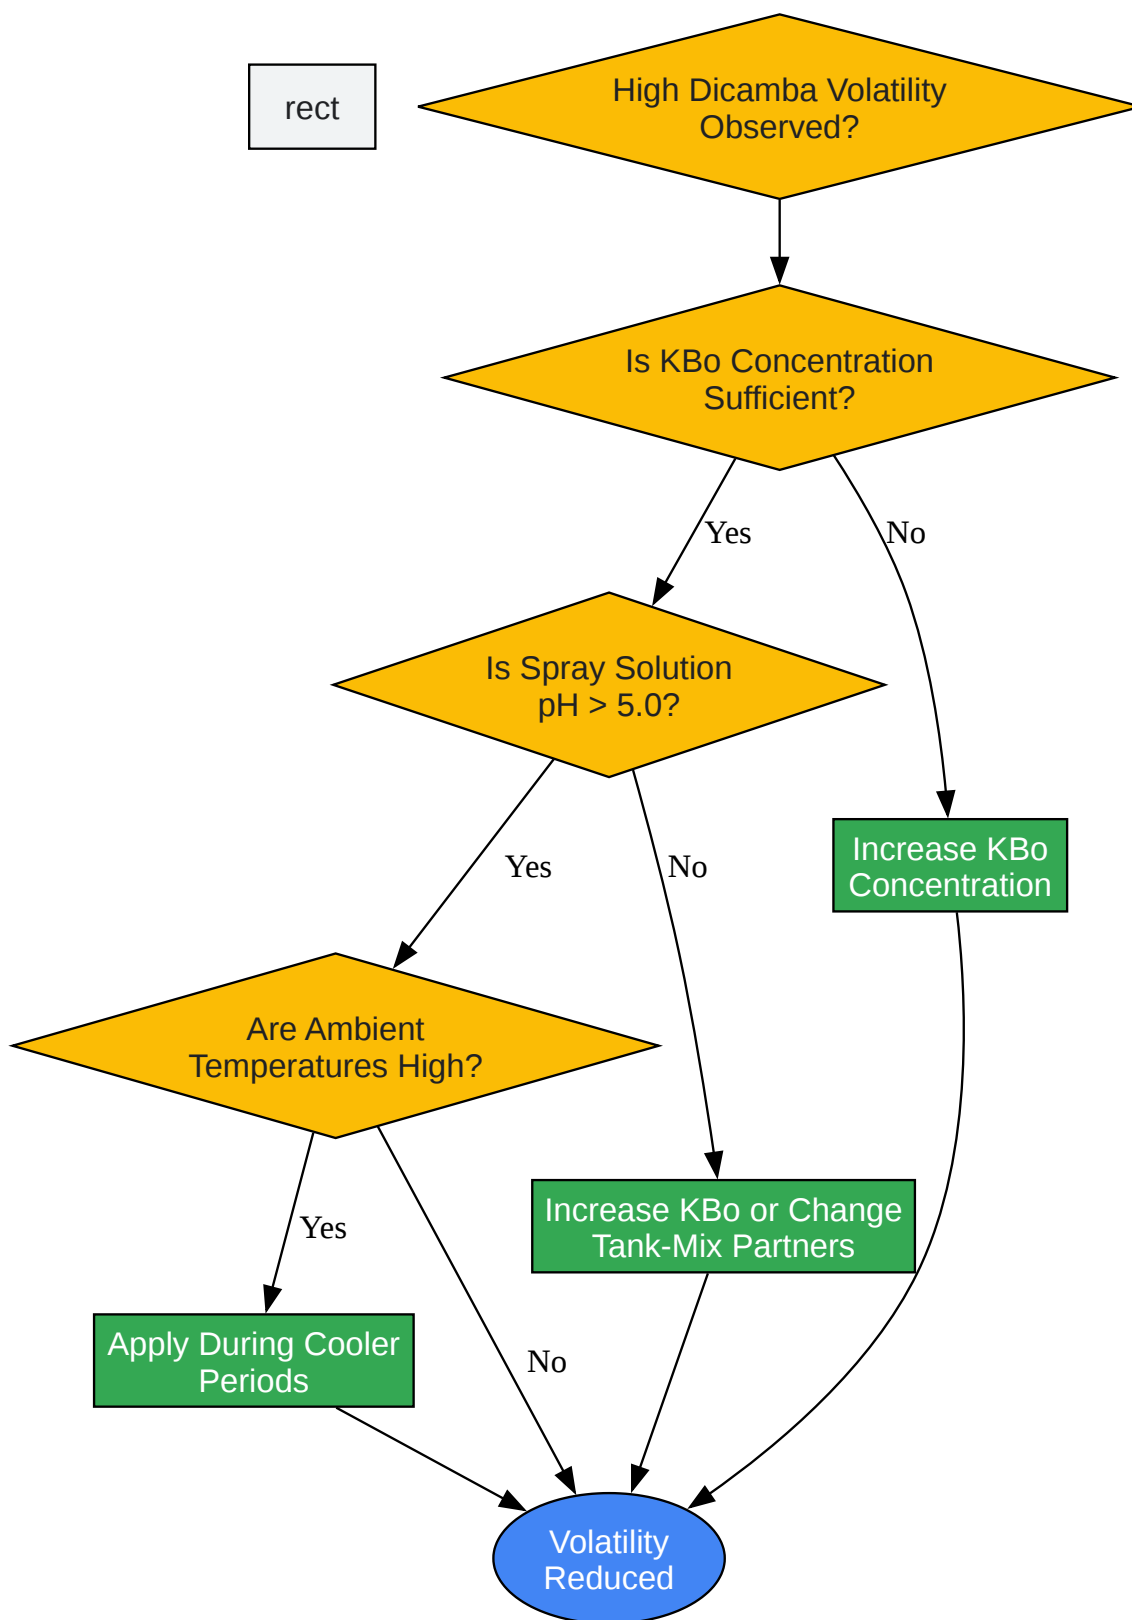 rect
High Dicamba Volatility
Observed?
Is KBo Concentration
Sufficient?
Yes
No
Is Spray Solution
pH > 5.0?
Increase KBo
Concentration
Yes
No
Are Ambient
Temperatures High?
Increase KBo or Change
Tank-Mix Partners
Yes
Apply During Cooler
Periods
No
Volatility
Reduced